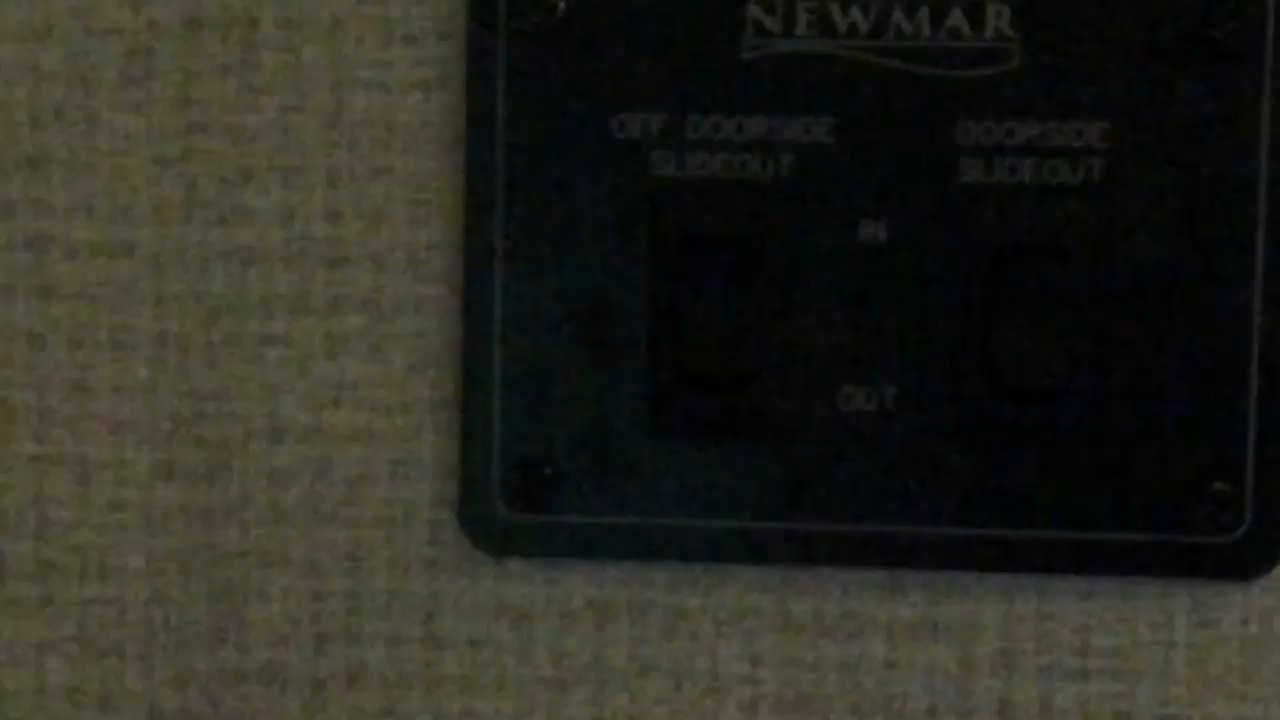 NEWMAR
OFF DOORSIDE
SLIDEOUT
DOORSIDE
SLIDEOUT
IN
OUT